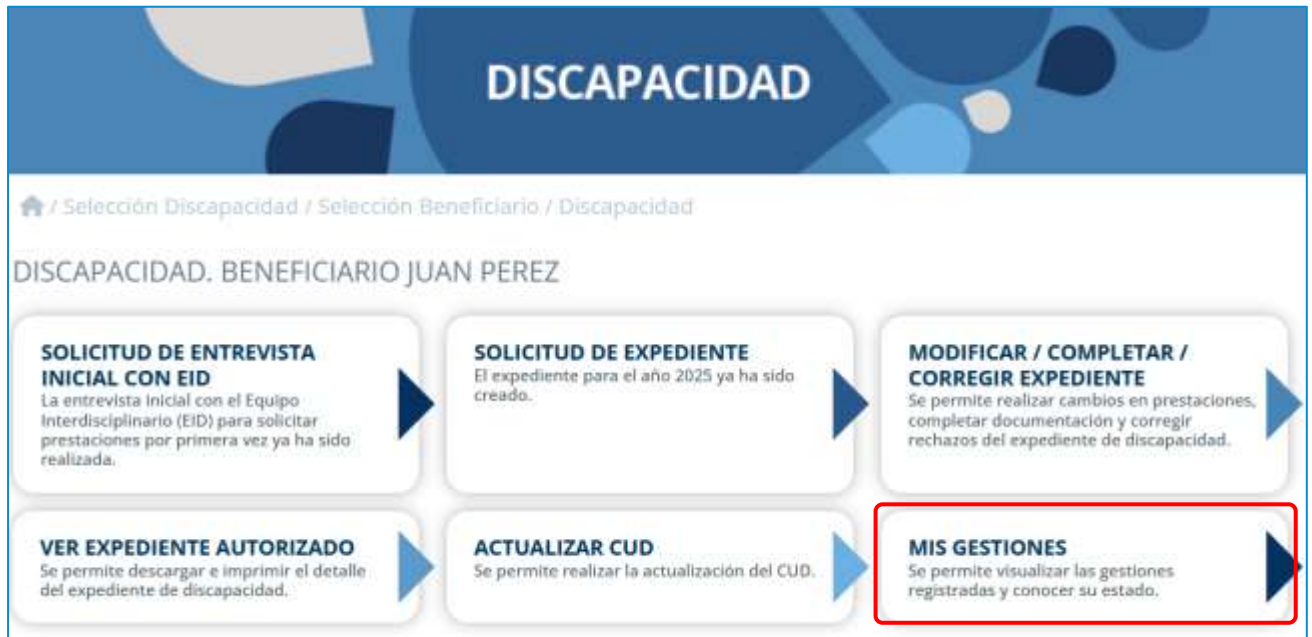 DISCAPACIDAD
/ Selección Discapacidad / Selección Beneficiario / Discapacidad
DISCAPACIDAD. BENEFICIARIO JUAN PEREZ
SOLICITUD DE ENTREVISTA
INICIAL CON EID
La entrevista inicial con el Equipo
Interdisciplinario (EID) para solicitar
prestaciones por primera vez ya ha sido
realizada.
SOLICITUD DE EXPEDIENTE
El expediente para el año 2025 ya ha sido
creado.
MODIFICAR / COMPLETAR /
CORREGIR EXPEDIENTE
Se permite realizar cambios en prestaciones,
completar documentación y corregir
rechazos del expediente de discapacidad.
VER EXPEDIENTE AUTORIZADO
Se permite descargar e imprimir el detalle
del expediente de discapacidad.
ACTUALIZAR CUD
Se permite realizar la actualización del CUD.
MIS GESTIONES
Se permite visualizar las gestiones
registradas y conocer su estado.